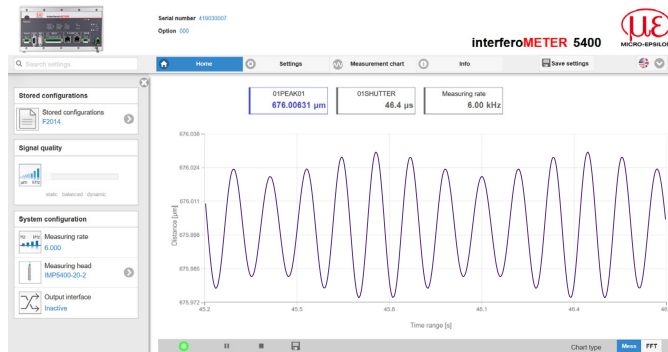 Serial number 419030007
Option 000
interferoMETER 5400
µε
MICRO-EPSILON
Search settings
Home
Settings
Measurement chart
Info
Save settings
Stored configurations
Stored configurations
F2014
Signal quality
µm kHz
static balanced dynamic
System configuration
Measuring rate
6.000
Measuring head
IMP5400-20-2
Output interface
Inactive
01PEAK01
676.00631 µm
01SHUTTER
46.4 µs
Measuring rate
6.00 kHz
Distance [µm]
676.038
676.024
676.011
675.998
675.985
675.972
45.2
45.5
45.8
46.1
46.4
Time range [s]
Chart type
Mess
FFT